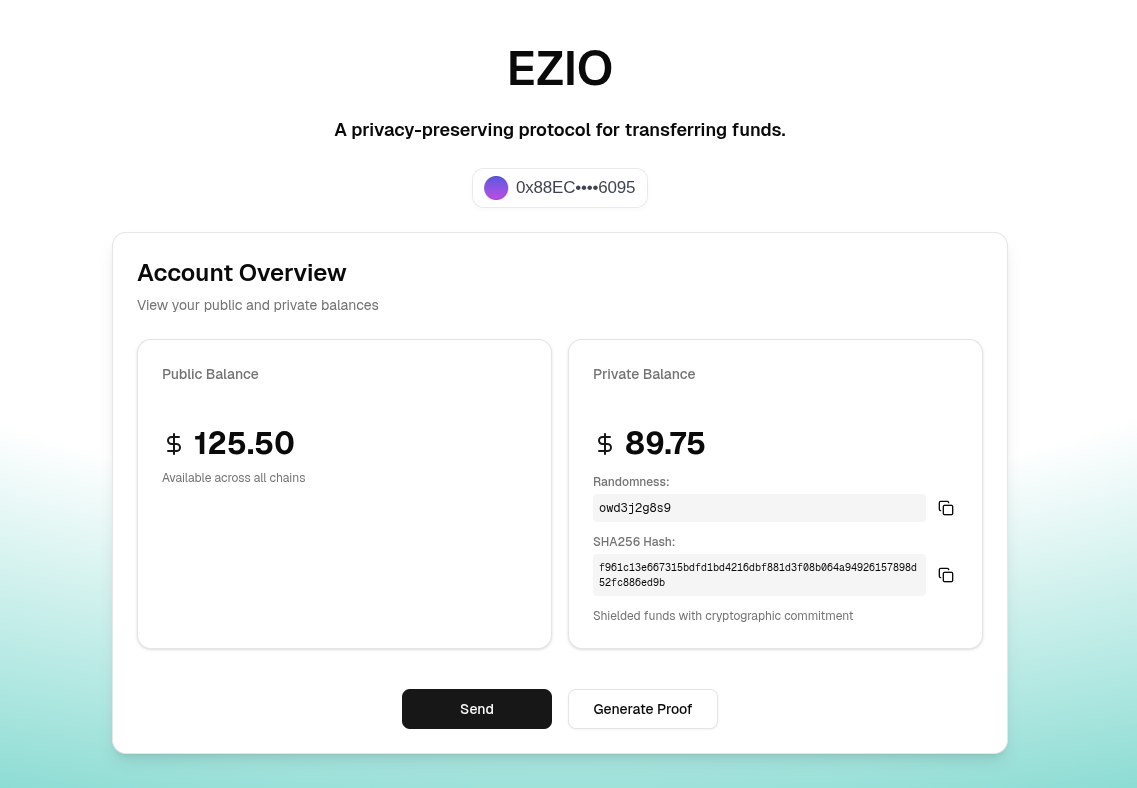 EZIO
A privacy-preserving protocol for transferring funds.
0x88EC••••6095
Account Overview
View your public and private balances
Public Balance
$ 125.50
Available across all chains
Private Balance
$ 89.75
Randomness:
owd3j2g8s9
SHA256 Hash:
f961c13e667315bdfd1bd4216dbf881d3f08b064a94926157898d
52fc886ed9b
Shielded funds with cryptographic commitment
Send
Generate Proof